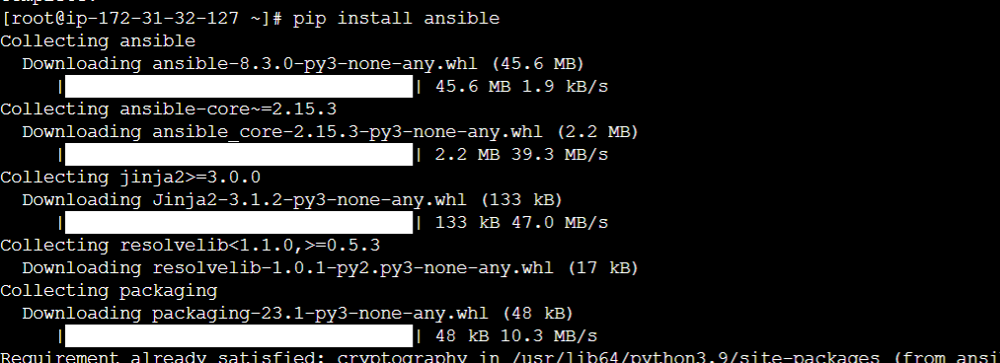 [root@ip-172-31-32-127 ~]# pip install ansible
Collecting ansible
  Downloading ansible-8.3.0-py3-none-any.whl (45.6 MB)
     | | 45.6 MB 1.9 kB/s
Collecting ansible-core~=2.15.3
  Downloading ansible_core-2.15.3-py3-none-any.whl (2.2 MB)
     | | 2.2 MB 39.3 MB/s
Collecting jinja2>=3.0.0
  Downloading Jinja2-3.1.2-py3-none-any.whl (133 kB)
     | | 133 kB 47.0 MB/s
Collecting resolvelib<1.1.0,>=0.5.3
  Downloading resolvelib-1.0.1-py2.py3-none-any.whl (17 kB)
Collecting packaging
  Downloading packaging-23.1-py3-none-any.whl (48 kB)
     | | 48 kB 10.3 MB/s
Requirement already satisfied: cryptography in /usr/lib64/python3.9/site-packages (from ansi